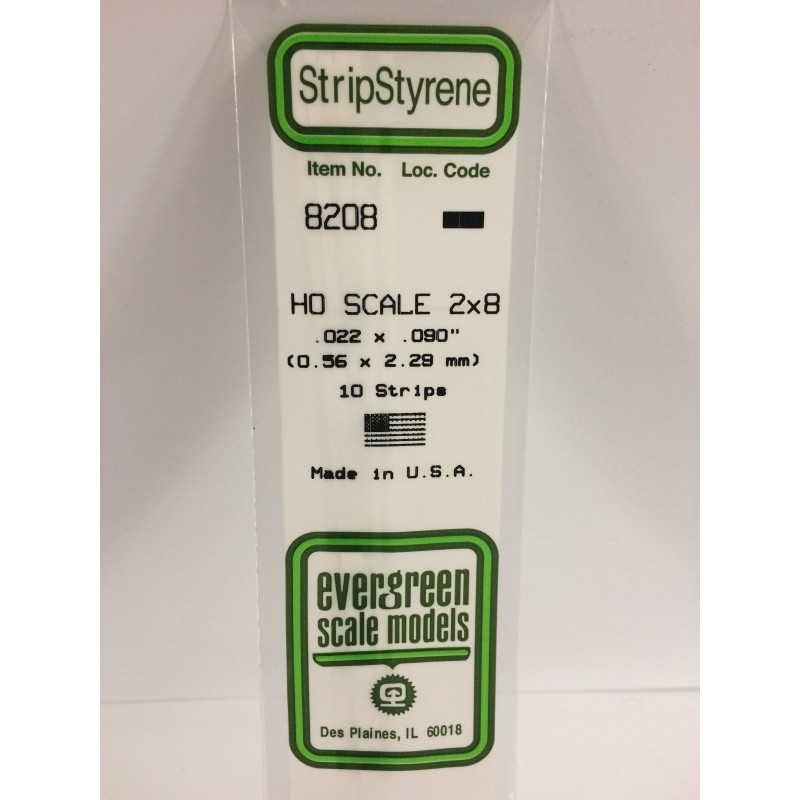 StripStyrene
Item No. Loc. Code
8208
HO SCALE 2x8
.022 x .090"
(0.56 x 2.29 mm)
10 Strips
Made in U.S.A.
evergreen
scale models
Des Plaines, IL 60018